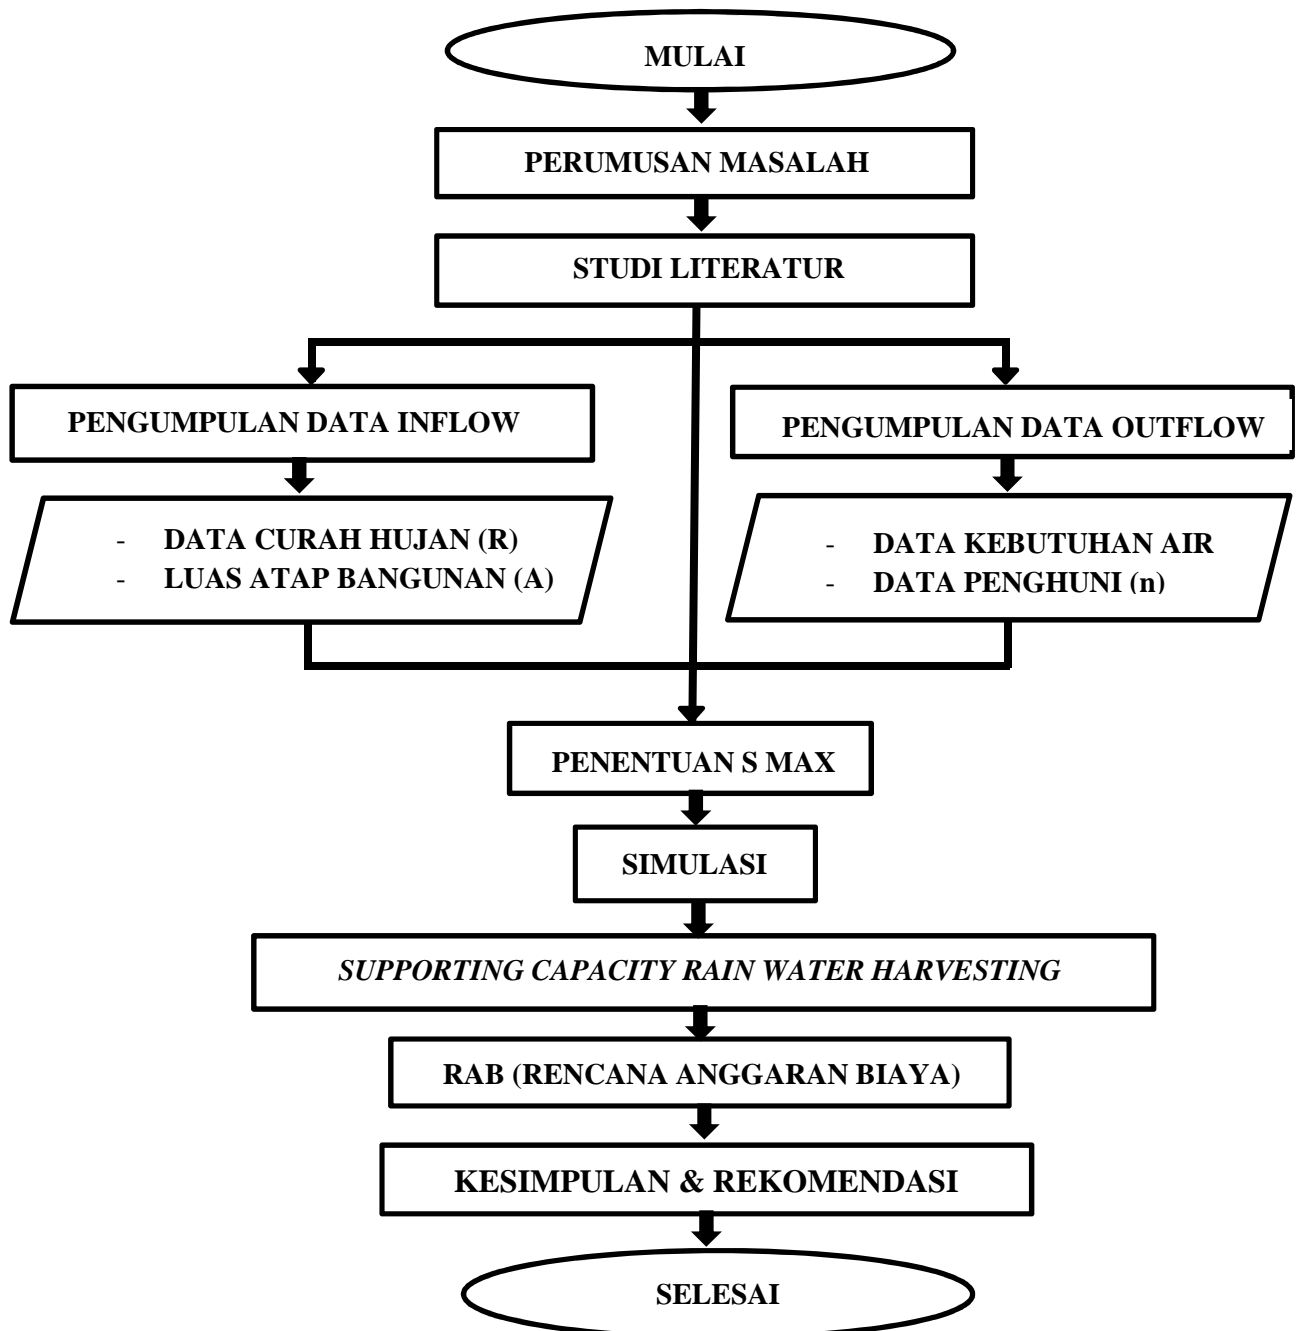 MULAI
PERUMUSAN MASALAH
STUDI LITERATUR
PENGUMPULAN DATA INFLOW
PENGUMPULAN DATA OUTFLOW
- DATA CURAH HUJAN (R)
- LUAS ATAP BANGUNAN (A)
- DATA KEBUTUHAN AIR
- DATA PENGHUNI (n)
PENENTUAN S MAX
SIMULASI
SUPPORTING CAPACITY RAIN WATER HARVESTING
RAB (RENCANA ANGGARAN BIAYA)
KESIMPULAN & REKOMENDASI
SELESAI